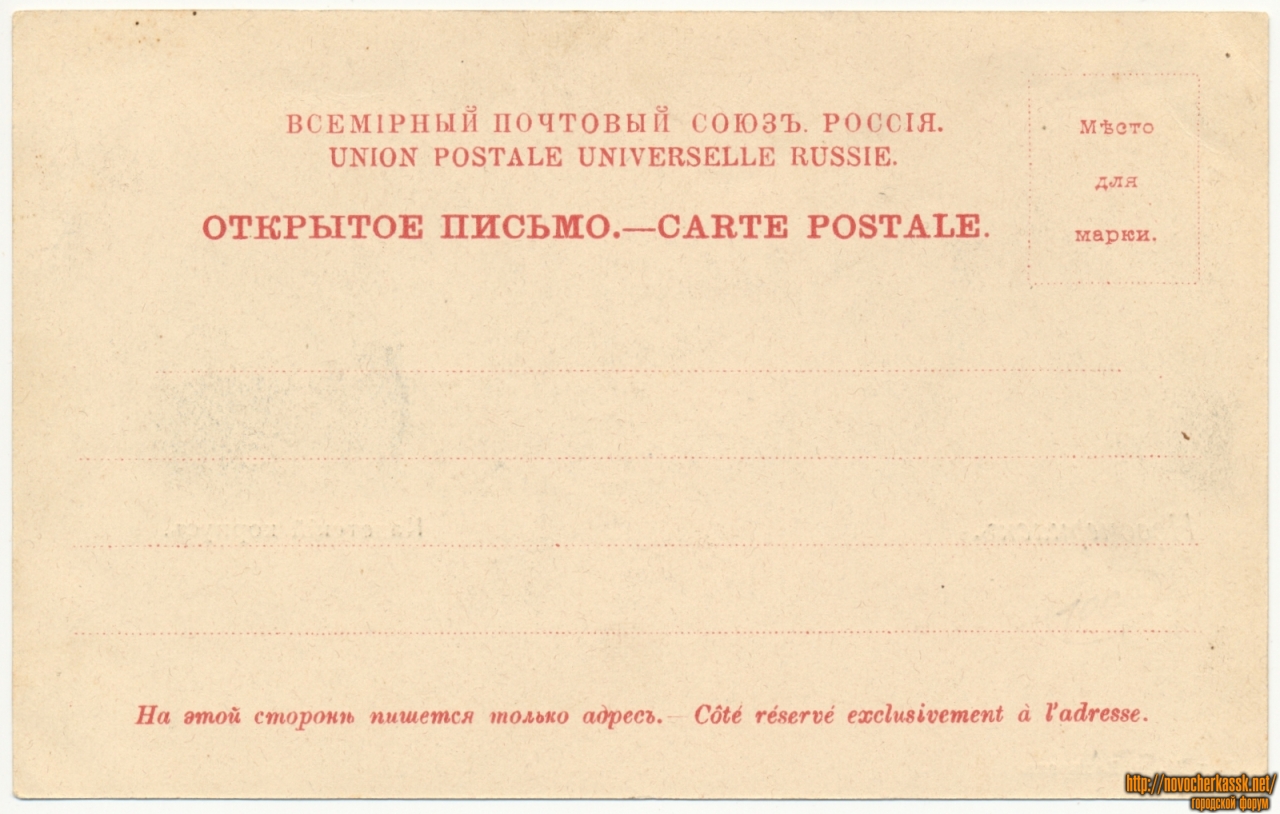 ВСЕМІРНЫЙ ПОЧТОВЫЙ СОЮЗЪ. РОССІЯ.
UNION POSTALE UNIVERSELLE RUSSIE.
ОТКРЫТОЕ ПИСЬМО.—CARTE POSTALE.
Мѣсто
для
марки.
На этой сторонѣ пишется только адресъ.—Côté réservé exclusivement à l'adresse.
http://novocherkassk.net/
городской форум